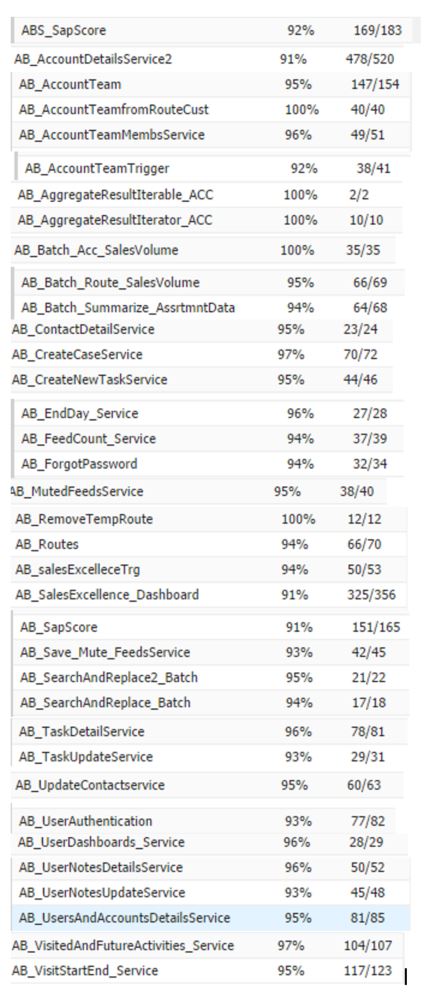 ABS_SapScore 92% 169/183
AB_AccountDetailsService2 91% 478/520
AB_AccountTeam 95% 147/154
AB_AccountTeamfromRouteCust 100% 40/40
AB_AccountTeamMembsService 96% 49/51
AB_AccountTeamTrigger 92% 38/41
AB_AggregateResultIterable_ACC 100% 2/2
AB_AggregateResultIterator_ACC 100% 10/10
AB_Batch_Acc_SalesVolume 100% 35/35
AB_Batch_Route_SalesVolume 95% 66/69
AB_Batch_Summarize_AssrtmntData 94% 64/68
AB_ContactDetailService 95% 23/24
AB_CreateCaseService 97% 70/72
AB_CreateNewTaskService 95% 44/46
AB_EndDay_Service 96% 27/28
AB_FeedCount_Service 94% 37/39
AB_ForgotPassword 94% 32/34
AB_MutedFeedsService 95% 38/40
AB_RemoveTempRoute 100% 12/12
AB_Routes 94% 66/70
AB_salesExcelleceTrg 94% 50/53
AB_SalesExcellence_Dashboard 91% 325/356
AB_SapScore 91% 151/165
AB_Save_Mute_FeedsService 93% 42/45
AB_SearchAndReplace2_Batch 95% 21/22
AB_SearchAndReplace_Batch 94% 17/18
AB_TaskDetailService 96% 78/81
AB_TaskUpdateService 93% 29/31
AB_UpdateContactservice 95% 60/63
AB_UserAuthentication 93% 77/82
AB_UserDashboards_Service 96% 28/29
AB_UserNotesDetailsService 96% 50/52
AB_UserNotesUpdateService 93% 45/48
AB_UsersAndAccountsDetailsService 95% 81/85
AB_VisitedAndFutureActivities_Service 97% 104/107
AB_VisitStartEnd_Service 95% 117/123